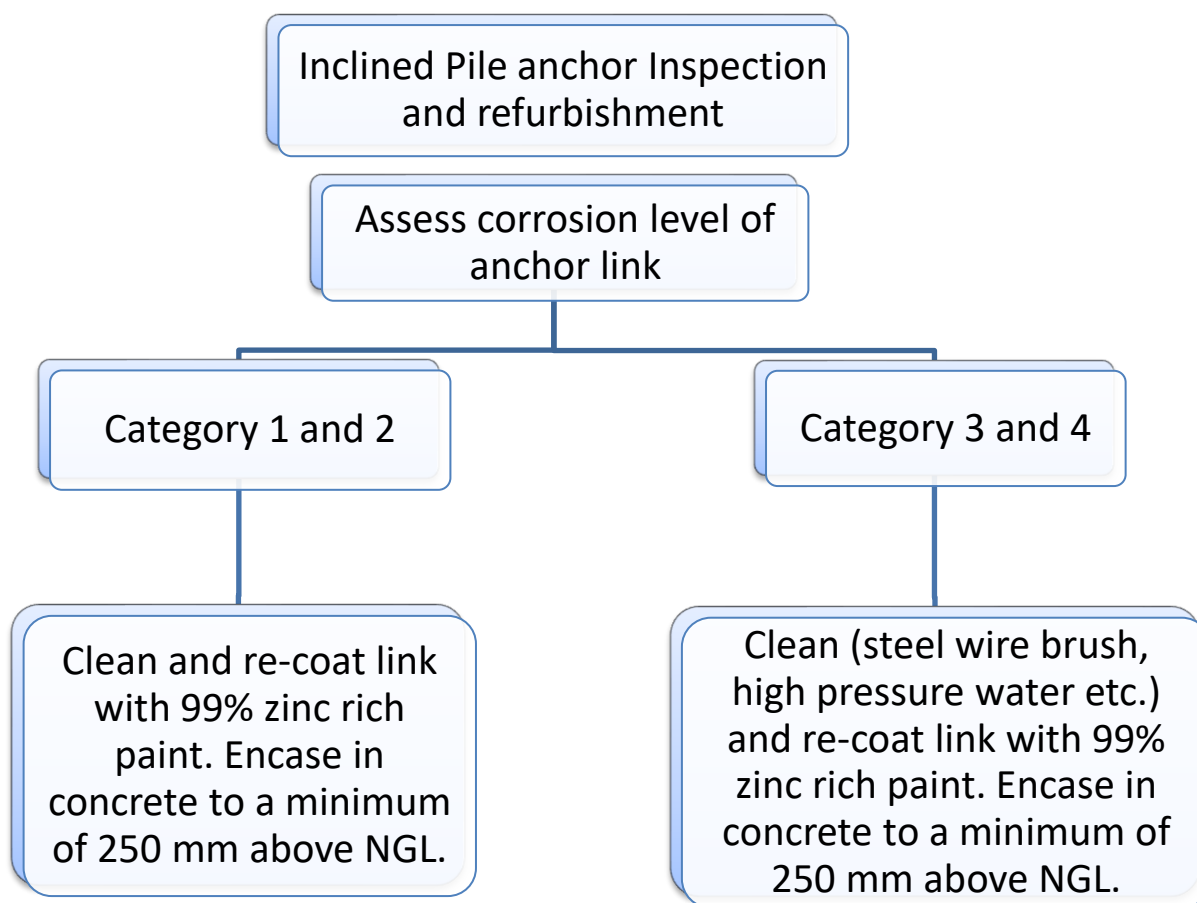 Inclined Pile anchor Inspection
and refurbishment
Assess corrosion level of
anchor link
Category 1 and 2
Category 3 and 4
Clean and re-coat link
with 99% zinc rich
paint. Encase in
concrete to a minimum
of 250 mm above NGL.
Clean (steel wire brush,
high pressure water etc.)
and re-coat link with 99%
zinc rich paint. Encase in
concrete to a minimum of
250 mm above NGL.